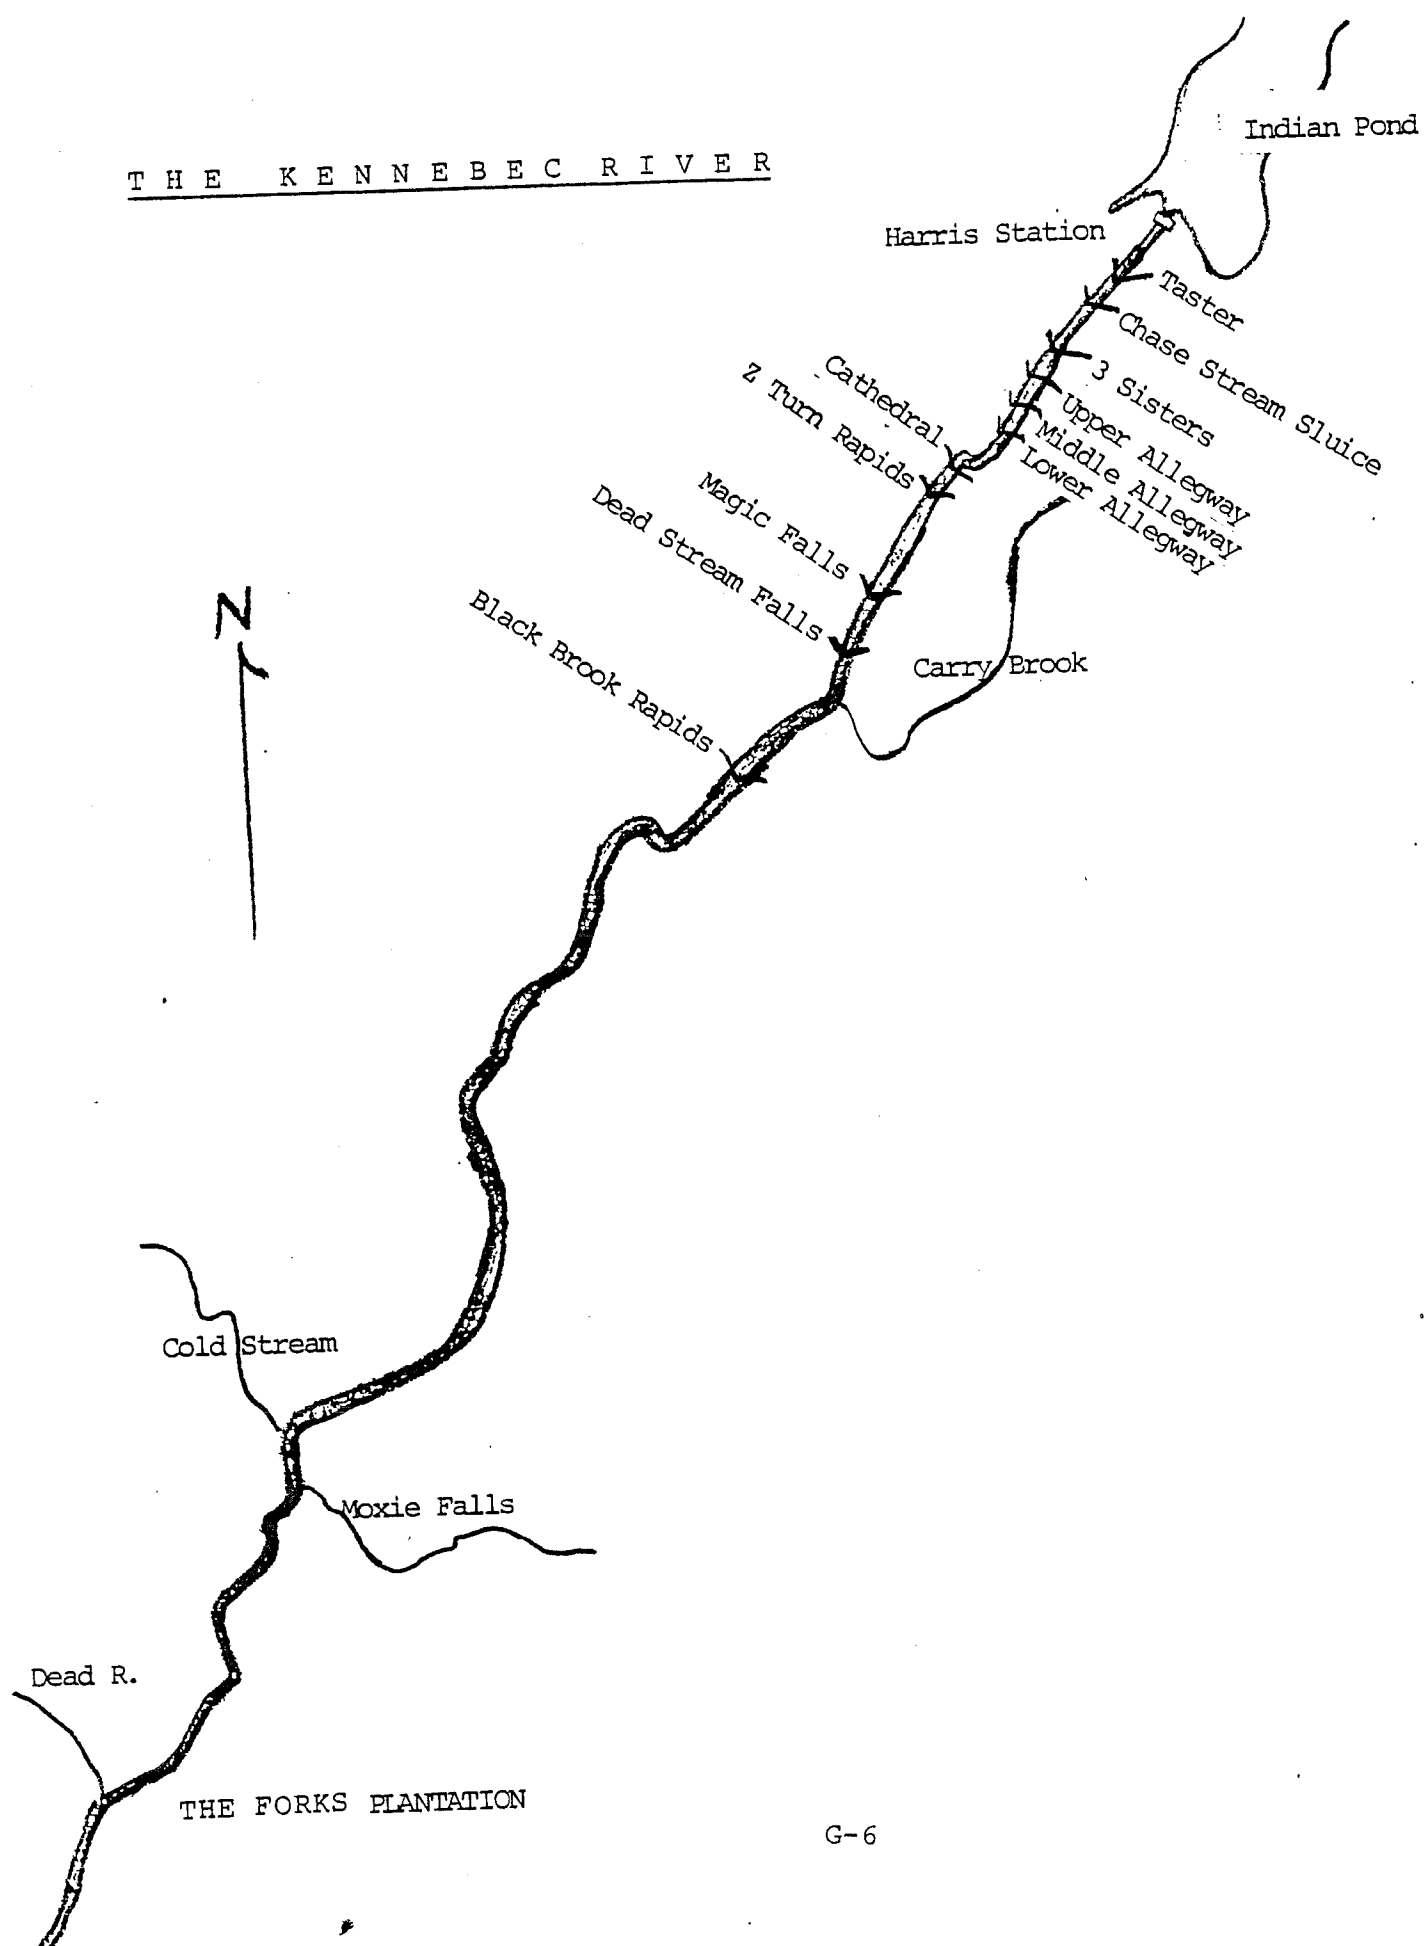 THE KENNEBEC RIVER
Indian Pond
Harris Station
Taster
Chase Stream Sluice
3 Sisters
Upper Allegway
Middle Allegway
Lower Allegway
Cathedral
Z Turn Rapids
Magic Falls
Dead Stream Falls
Black Brook Rapids
N
Carry Brook
Cold Stream
Moxie Falls
Dead R.
THE FORKS PLANTATION
G-6